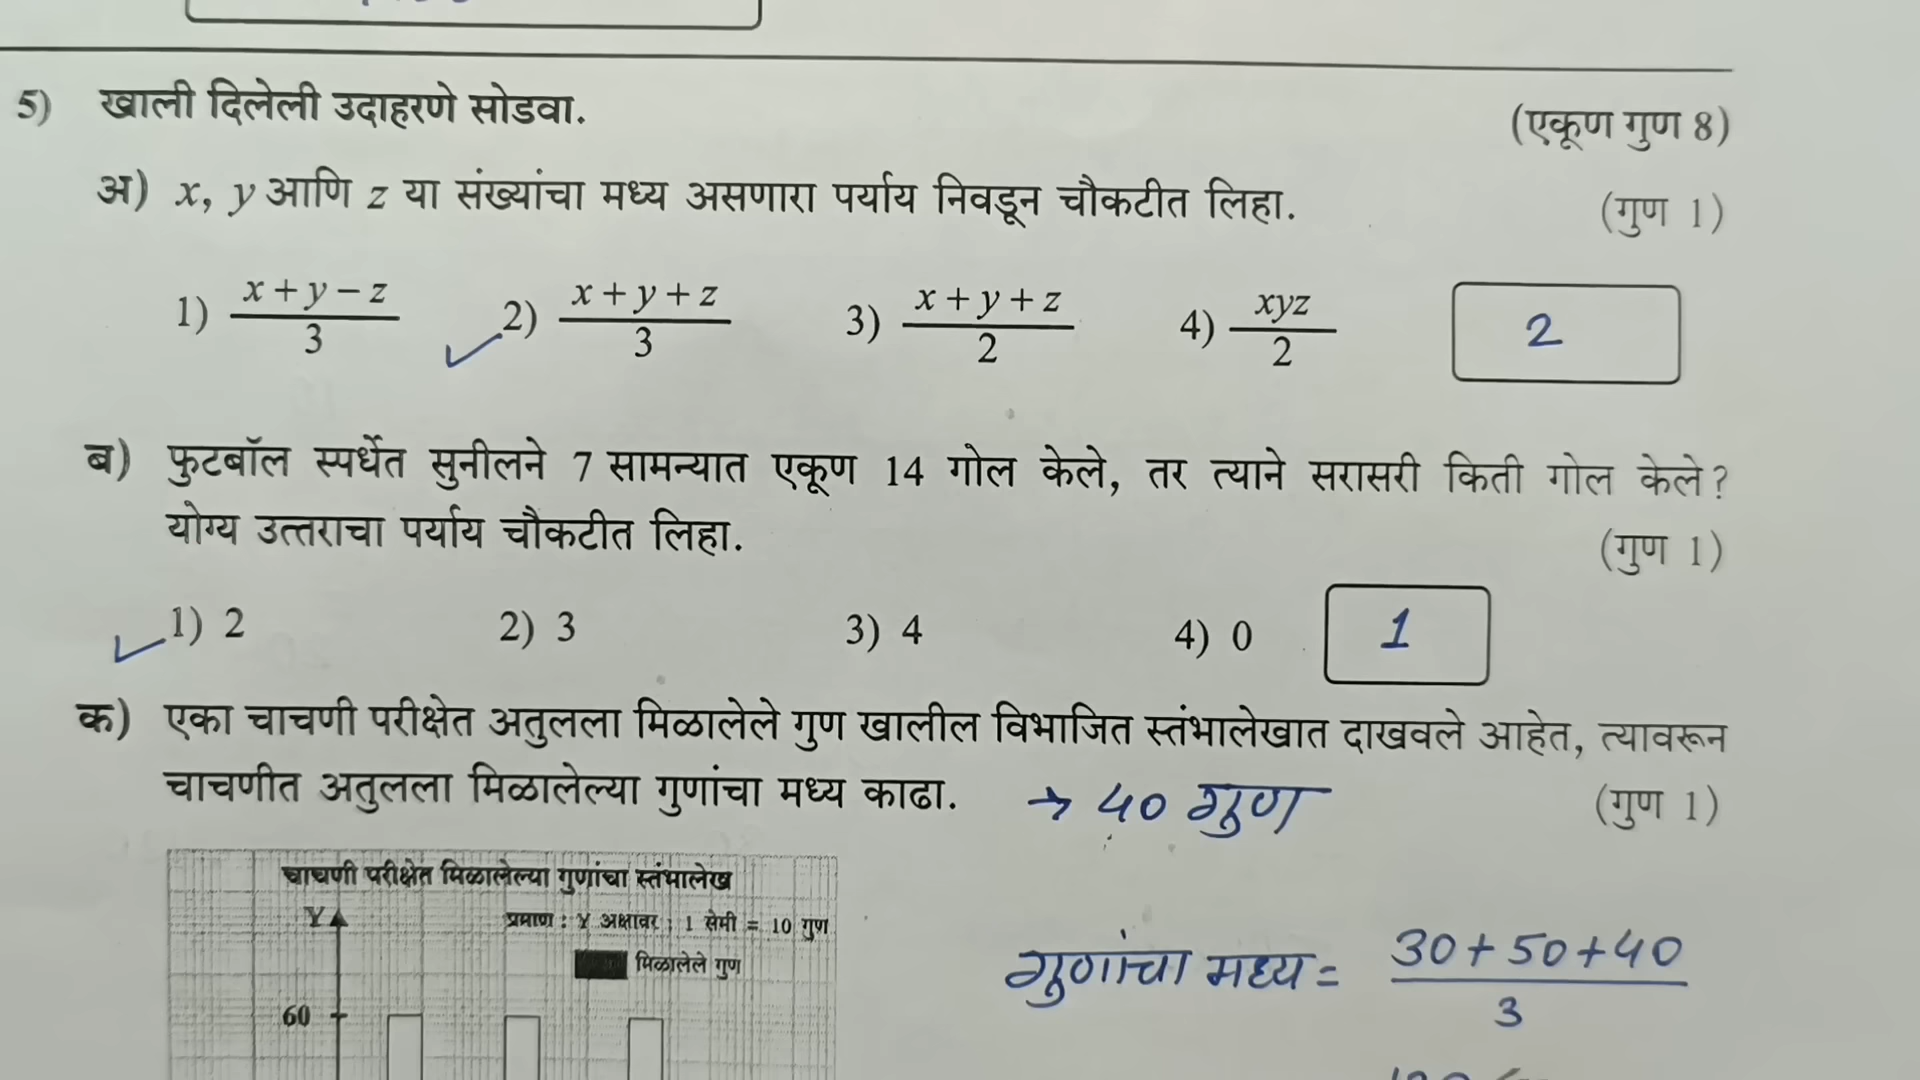 5) खाली दिलेली उदाहरणे सोडवा. (एकूण गुण 8)
अ) x, y आणि z या संख्यांचा मध्य असणारा पर्याय निवडून चौकटीत लिहा. (गुण 1)
1) (x + y − z)/3 2) (x + y + z)/3 3) (x + y + z)/2 4) xyz/2 2
ब) फुटबॉल स्पर्धेत सुनीलने 7 सामन्यात एकूण 14 गोल केले, तर त्याने सरासरी किती गोल केले?
योग्य उत्तराचा पर्याय चौकटीत लिहा. (गुण 1)
1) 2 2) 3 3) 4 4) 0 1
क) एका चाचणी परीक्षेत अतुलला मिळालेले गुण खालील विभाजित स्तंभालेखात दाखवले आहेत, त्यावरून
चाचणीत अतुलला मिळालेल्या गुणांचा मध्य काढा. → 40 गुण (गुण 1)
चाचणी परीक्षेत मिळालेल्या गुणांचा स्तंभालेख
Y
प्रमाण : Y अक्षावर : 1 सेमी = 10 गुण
मिळालेले गुण
60
गुणांचा मध्य = (30 + 50 + 40)/3